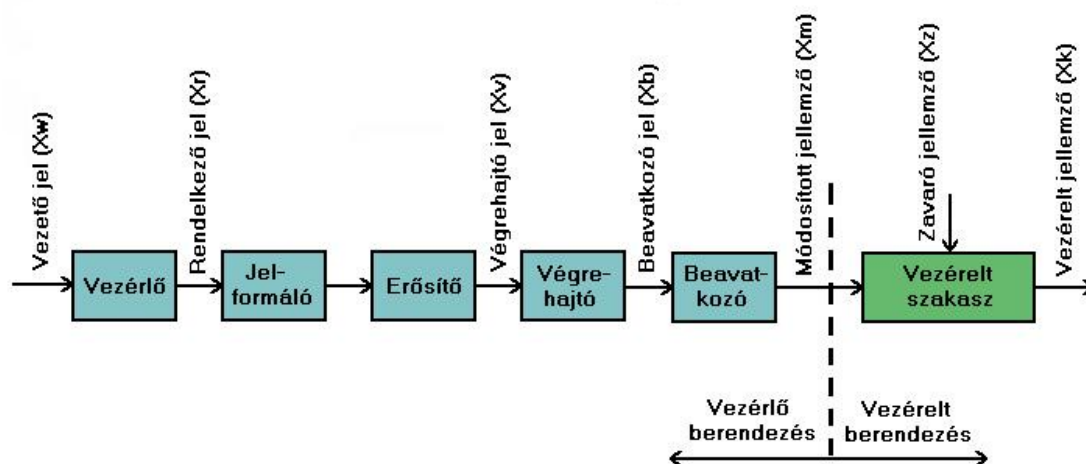 Vezető jel (Xw)
Rendelkező jel (Xr)
Végrehajtó jel (Xv)
Beavatkozó jel (Xb)
Módosított jellemző (Xm)
Zavaró jellemző (Xz)
Vezérelt jellemző (Xk)
Vezérlő
Jel-
formáló
Erősítő
Végre-
hajtó
Beavat-
kozó
Vezérelt
szakasz
Vezérlő
berendezés
Vezérelt
berendezés